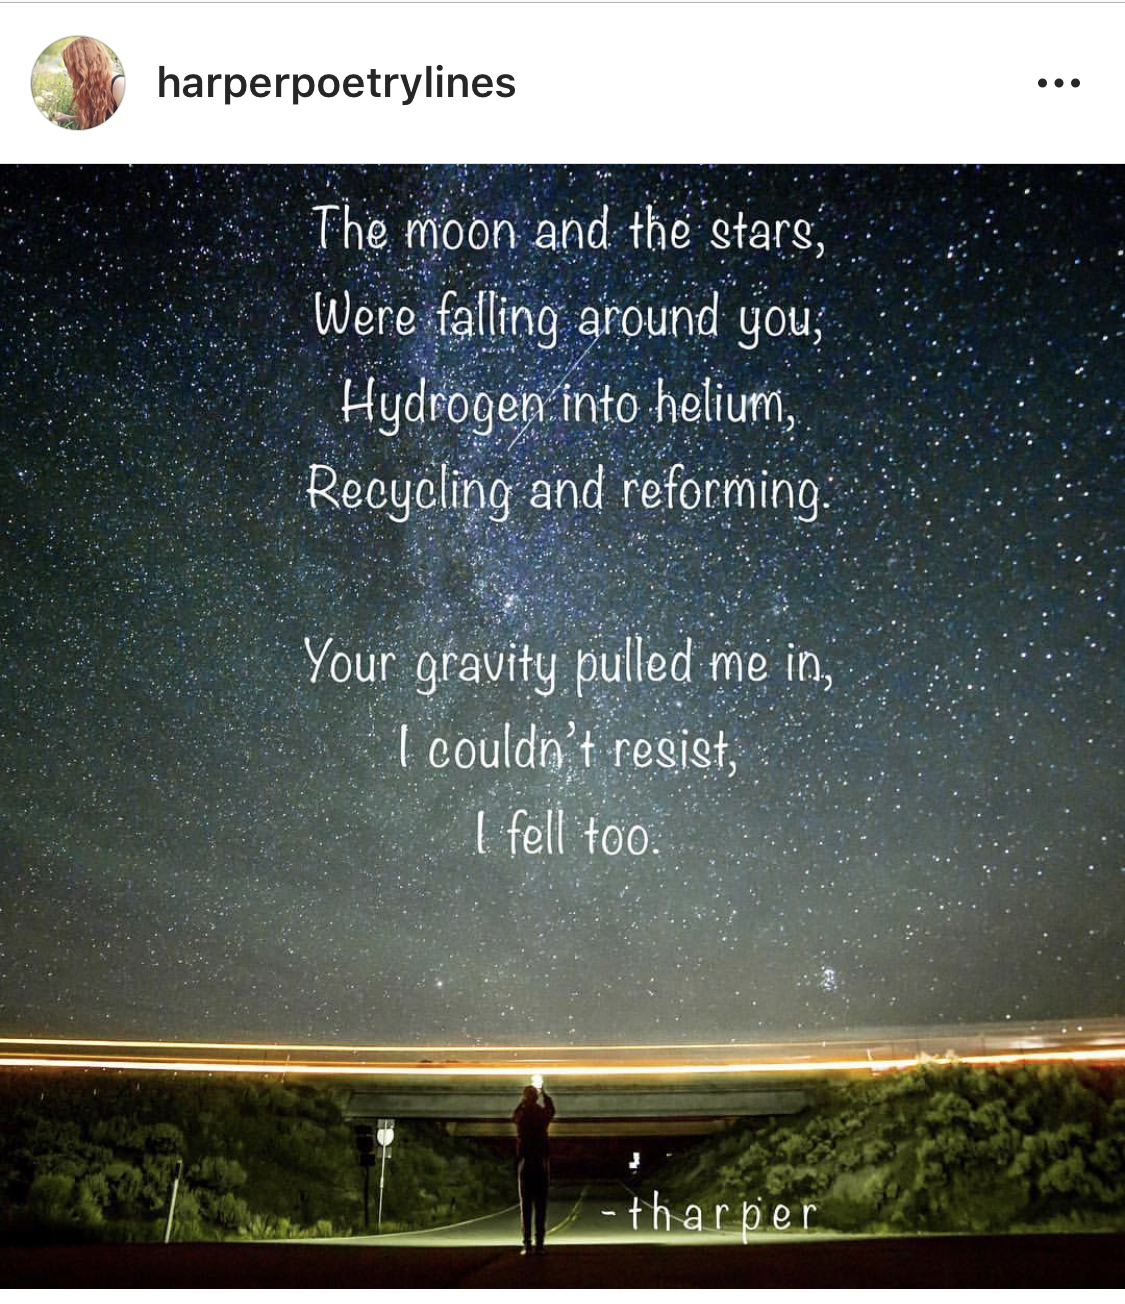 harperpoetrylines
The moon and the stars,
Were falling around you,
Hydrogen into helium,
Recycling and reforming.
Your gravity pulled me in,
I couldn't resist,
I fell too.
-tharper